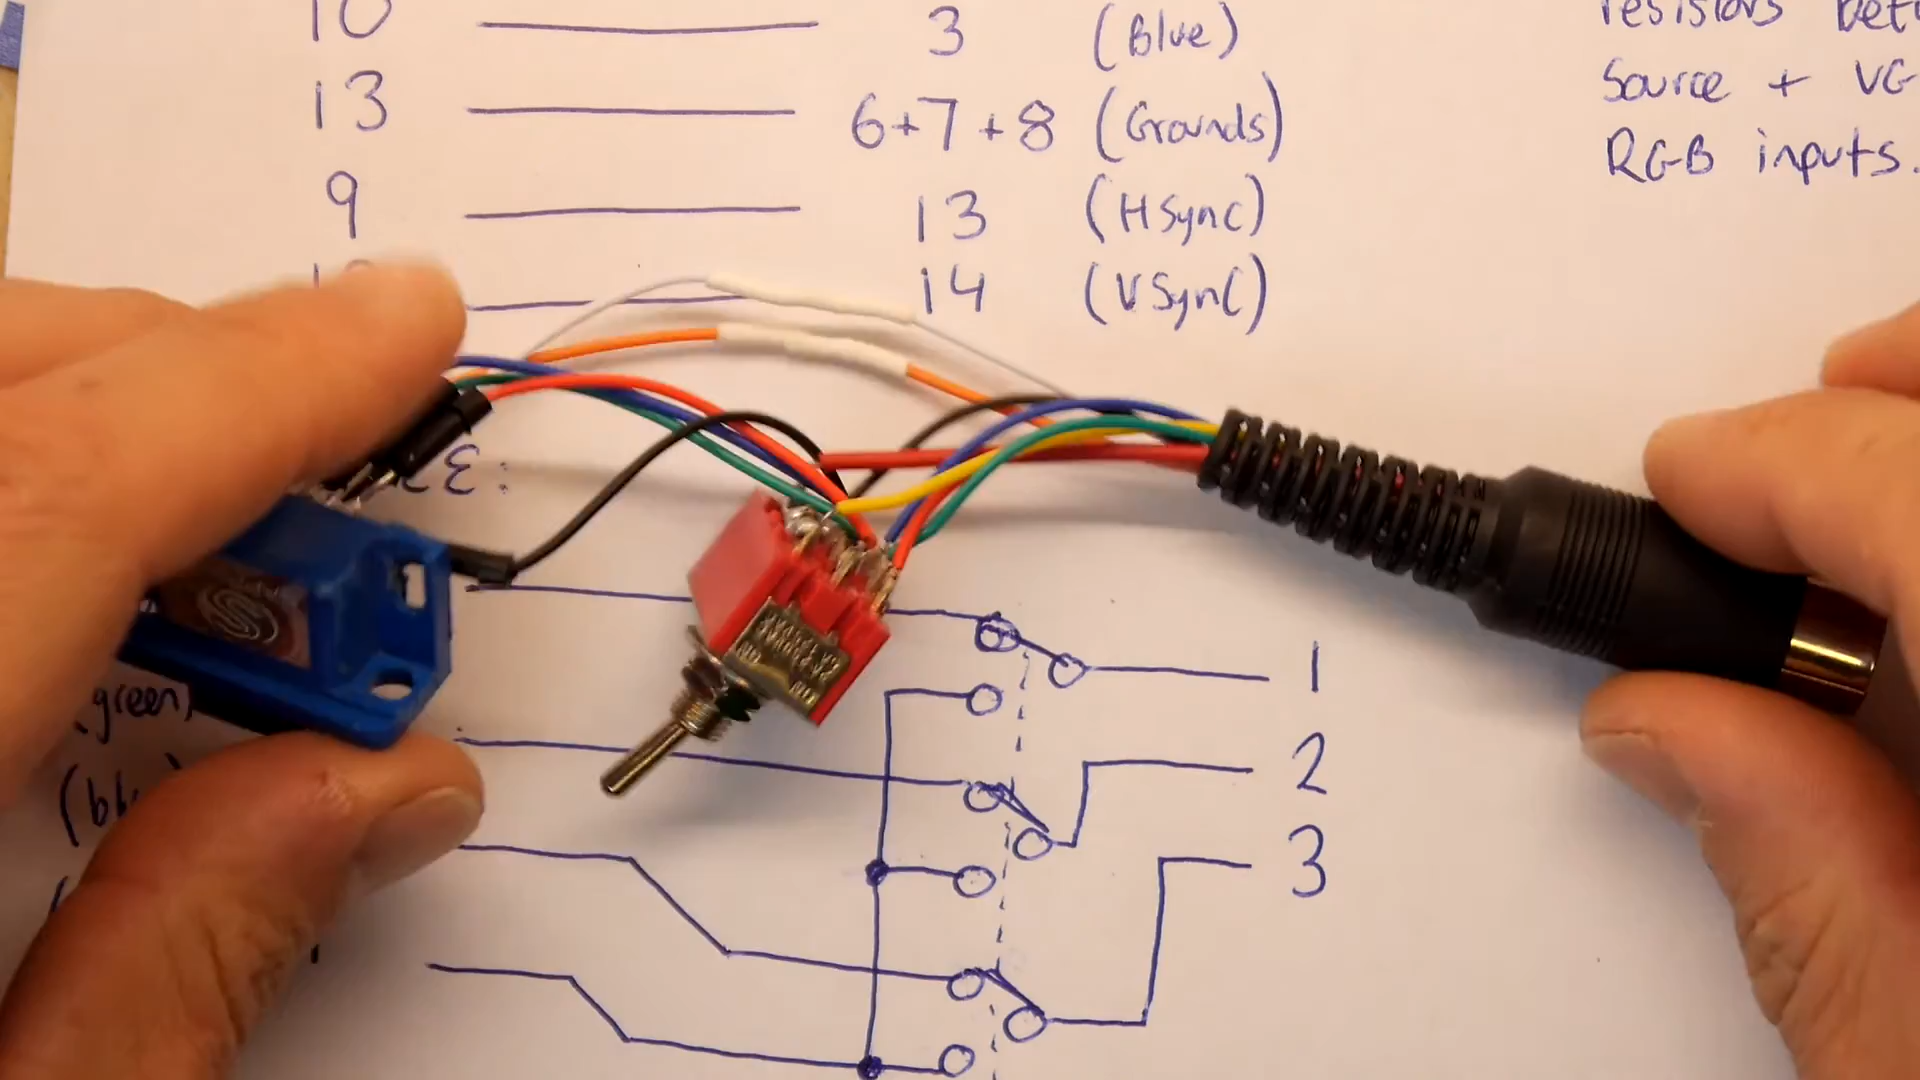 10 3 (Blue)
13 6+7+8 (Grounds)
9 13 (HSync)
14 (VSync)
Source + VG
RGB inputs.
(green)
1
2
3